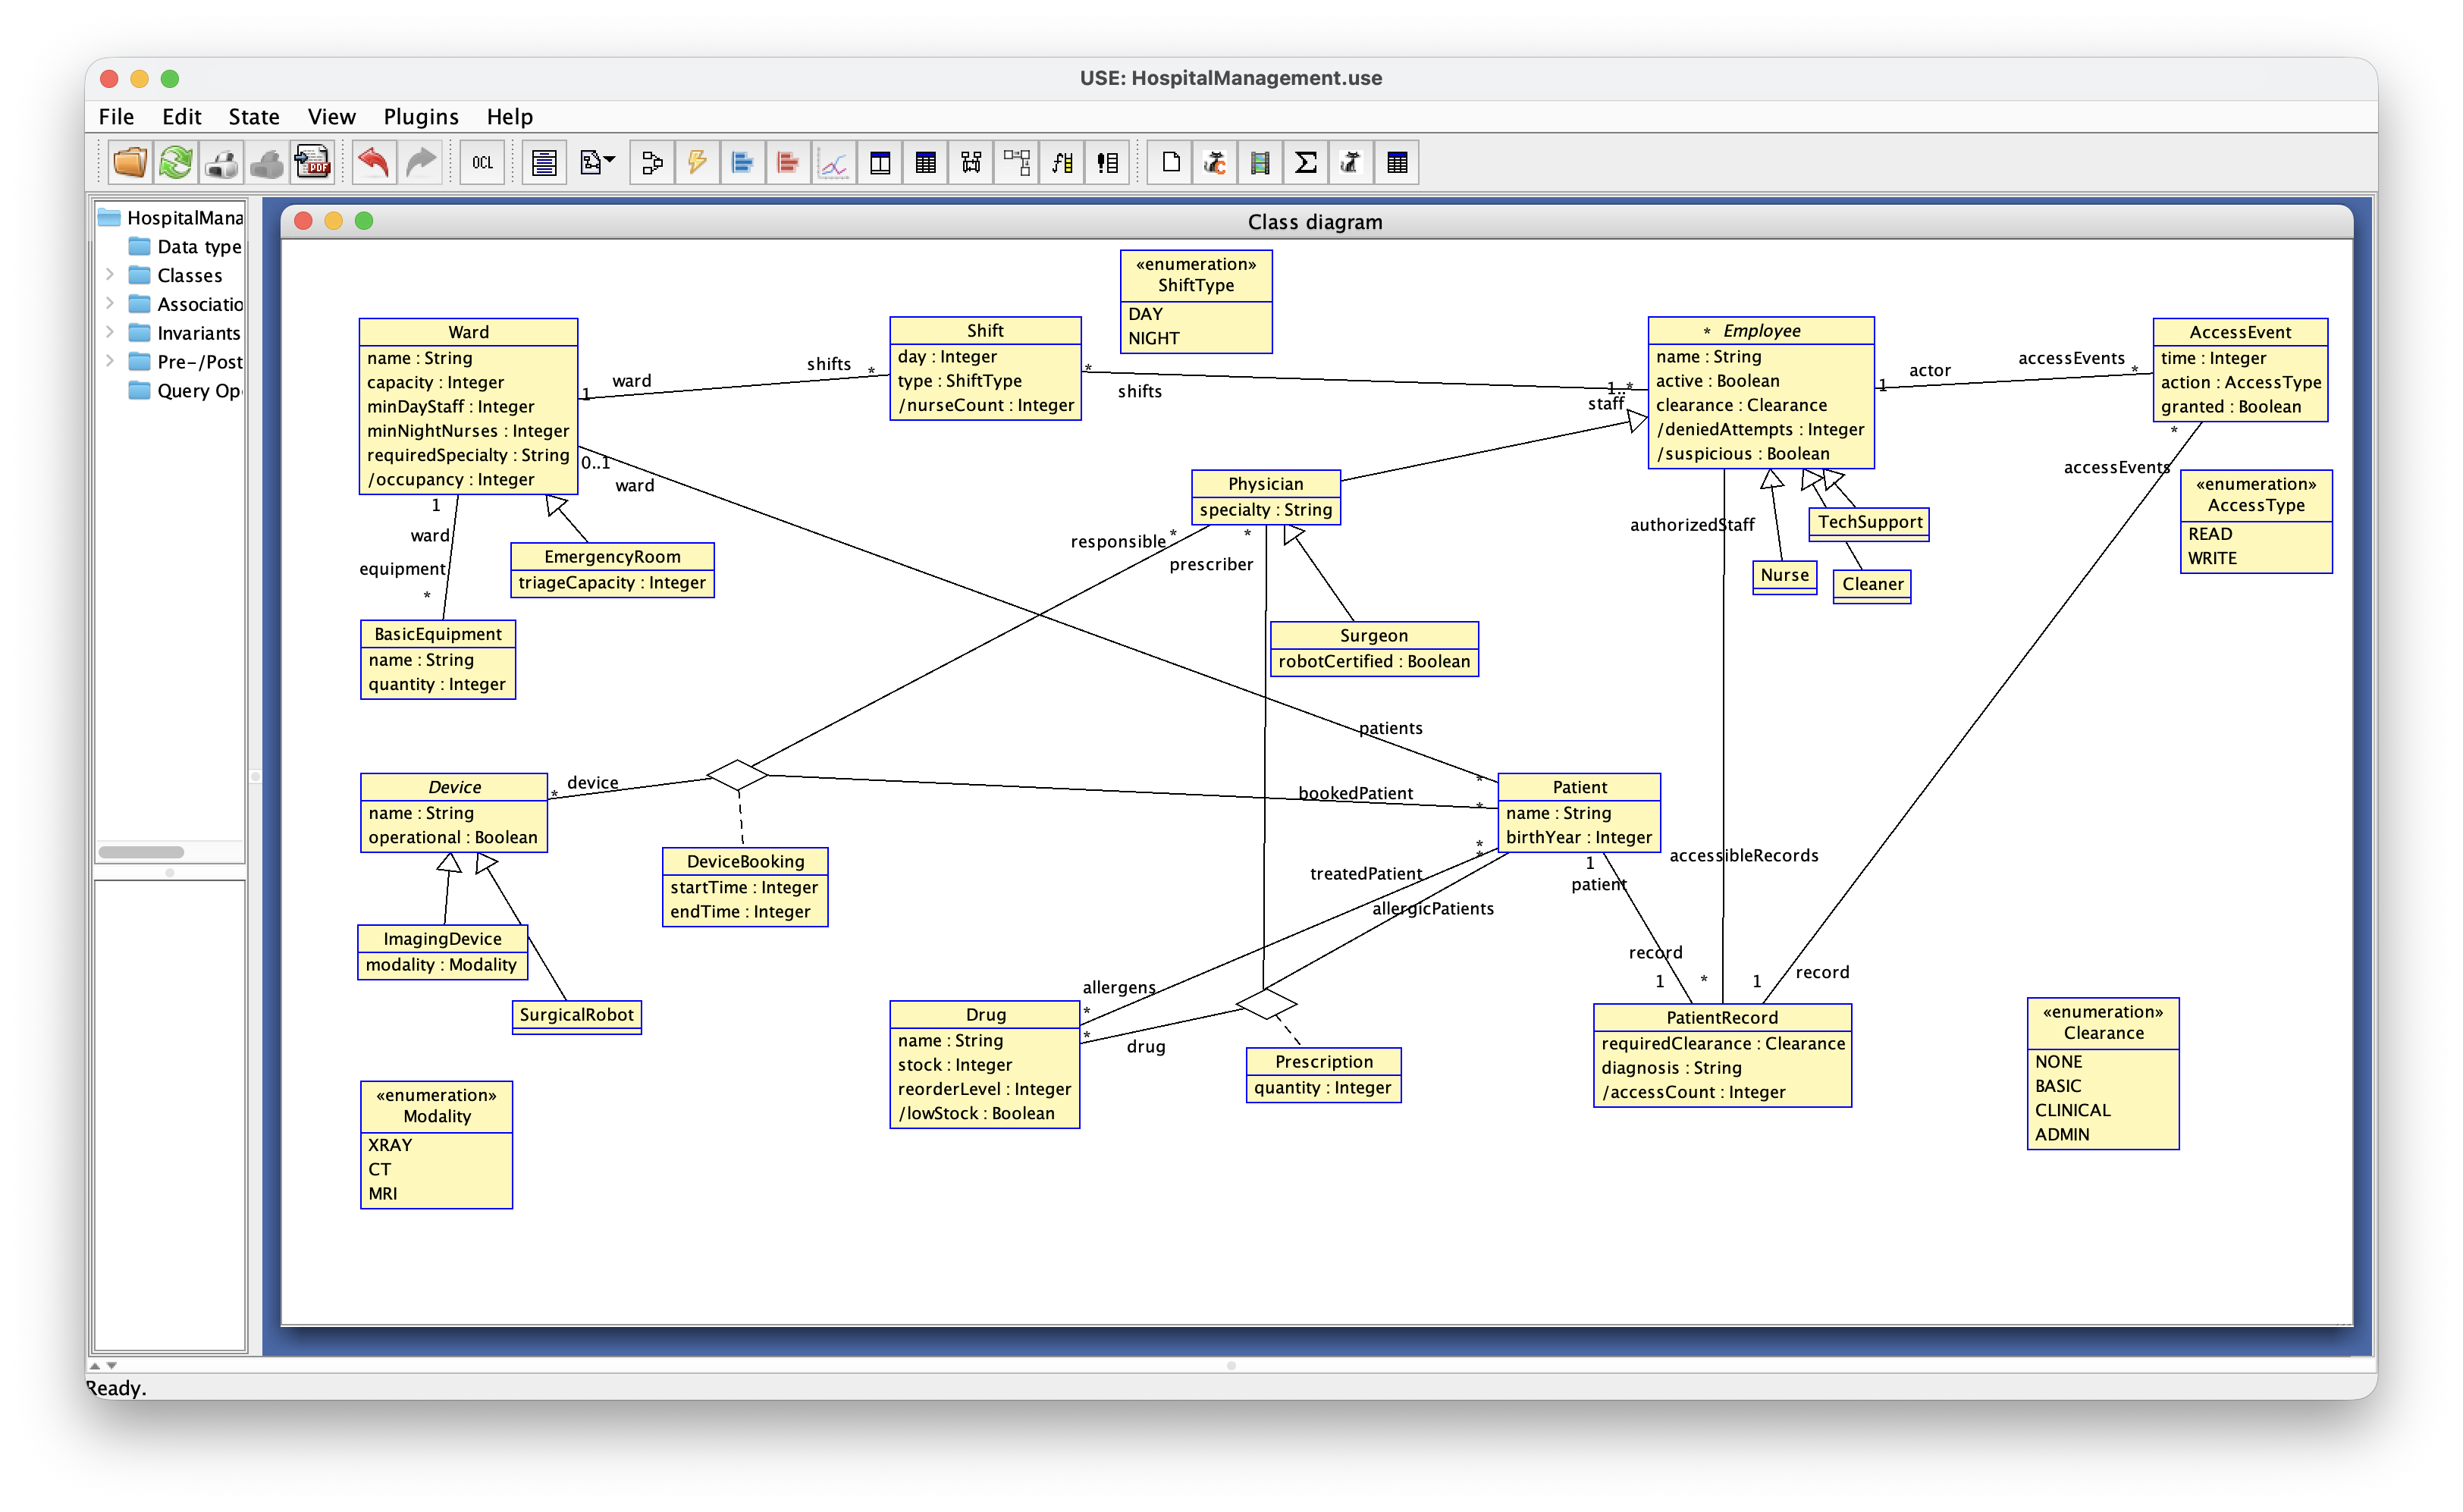 USE: HospitalManagement.use
File Edit State View Plugins Help
OCL
PDF
HospitalMana
Data type
Classes
Associatio
Invariants
Pre-/Post
Query Op
Class diagram
«enumeration»
ShiftType
DAY
NIGHT
Ward
name : String
capacity : Integer
minDayStaff : Integer
minNightNurses : Integer
requiredSpecialty : String
/occupancy : Integer
1 ward
shifts *
Shift
day : Integer
type : ShiftType
/nurseCount : Integer
*
shifts
1..*
staff
* Employee
name : String
active : Boolean
clearance : Clearance
/deniedAttempts : Integer
/suspicious : Boolean
1 actor
accessEvents *
AccessEvent
time : Integer
action : AccessType
granted : Boolean
*
accessEvents
0..1
ward
1
ward
equipment
*
EmergencyRoom
triageCapacity : Integer
BasicEquipment
name : String
quantity : Integer
Physician
specialty : String
responsible *
*
prescriber
Surgeon
robotCertified : Boolean
authorizedStaff
TechSupport
Nurse
Cleaner
«enumeration»
AccessType
READ
WRITE
patients
*
Device
name : String
operational : Boolean
* device
bookedPatient *
Patient
name : String
birthYear : Integer
DeviceBooking
startTime : Integer
endTime : Integer
*
*
treatedPatient
allergicPatients
1
patient
accessibleRecords
ImagingDevice
modality : Modality
SurgicalRobot
record
1
*
1 record
allergens
*
*
drug
Drug
name : String
stock : Integer
reorderLevel : Integer
/lowStock : Boolean
Prescription
quantity : Integer
PatientRecord
requiredClearance : Clearance
diagnosis : String
/accessCount : Integer
«enumeration»
Clearance
NONE
BASIC
CLINICAL
ADMIN
«enumeration»
Modality
XRAY
CT
MRI
Ready.